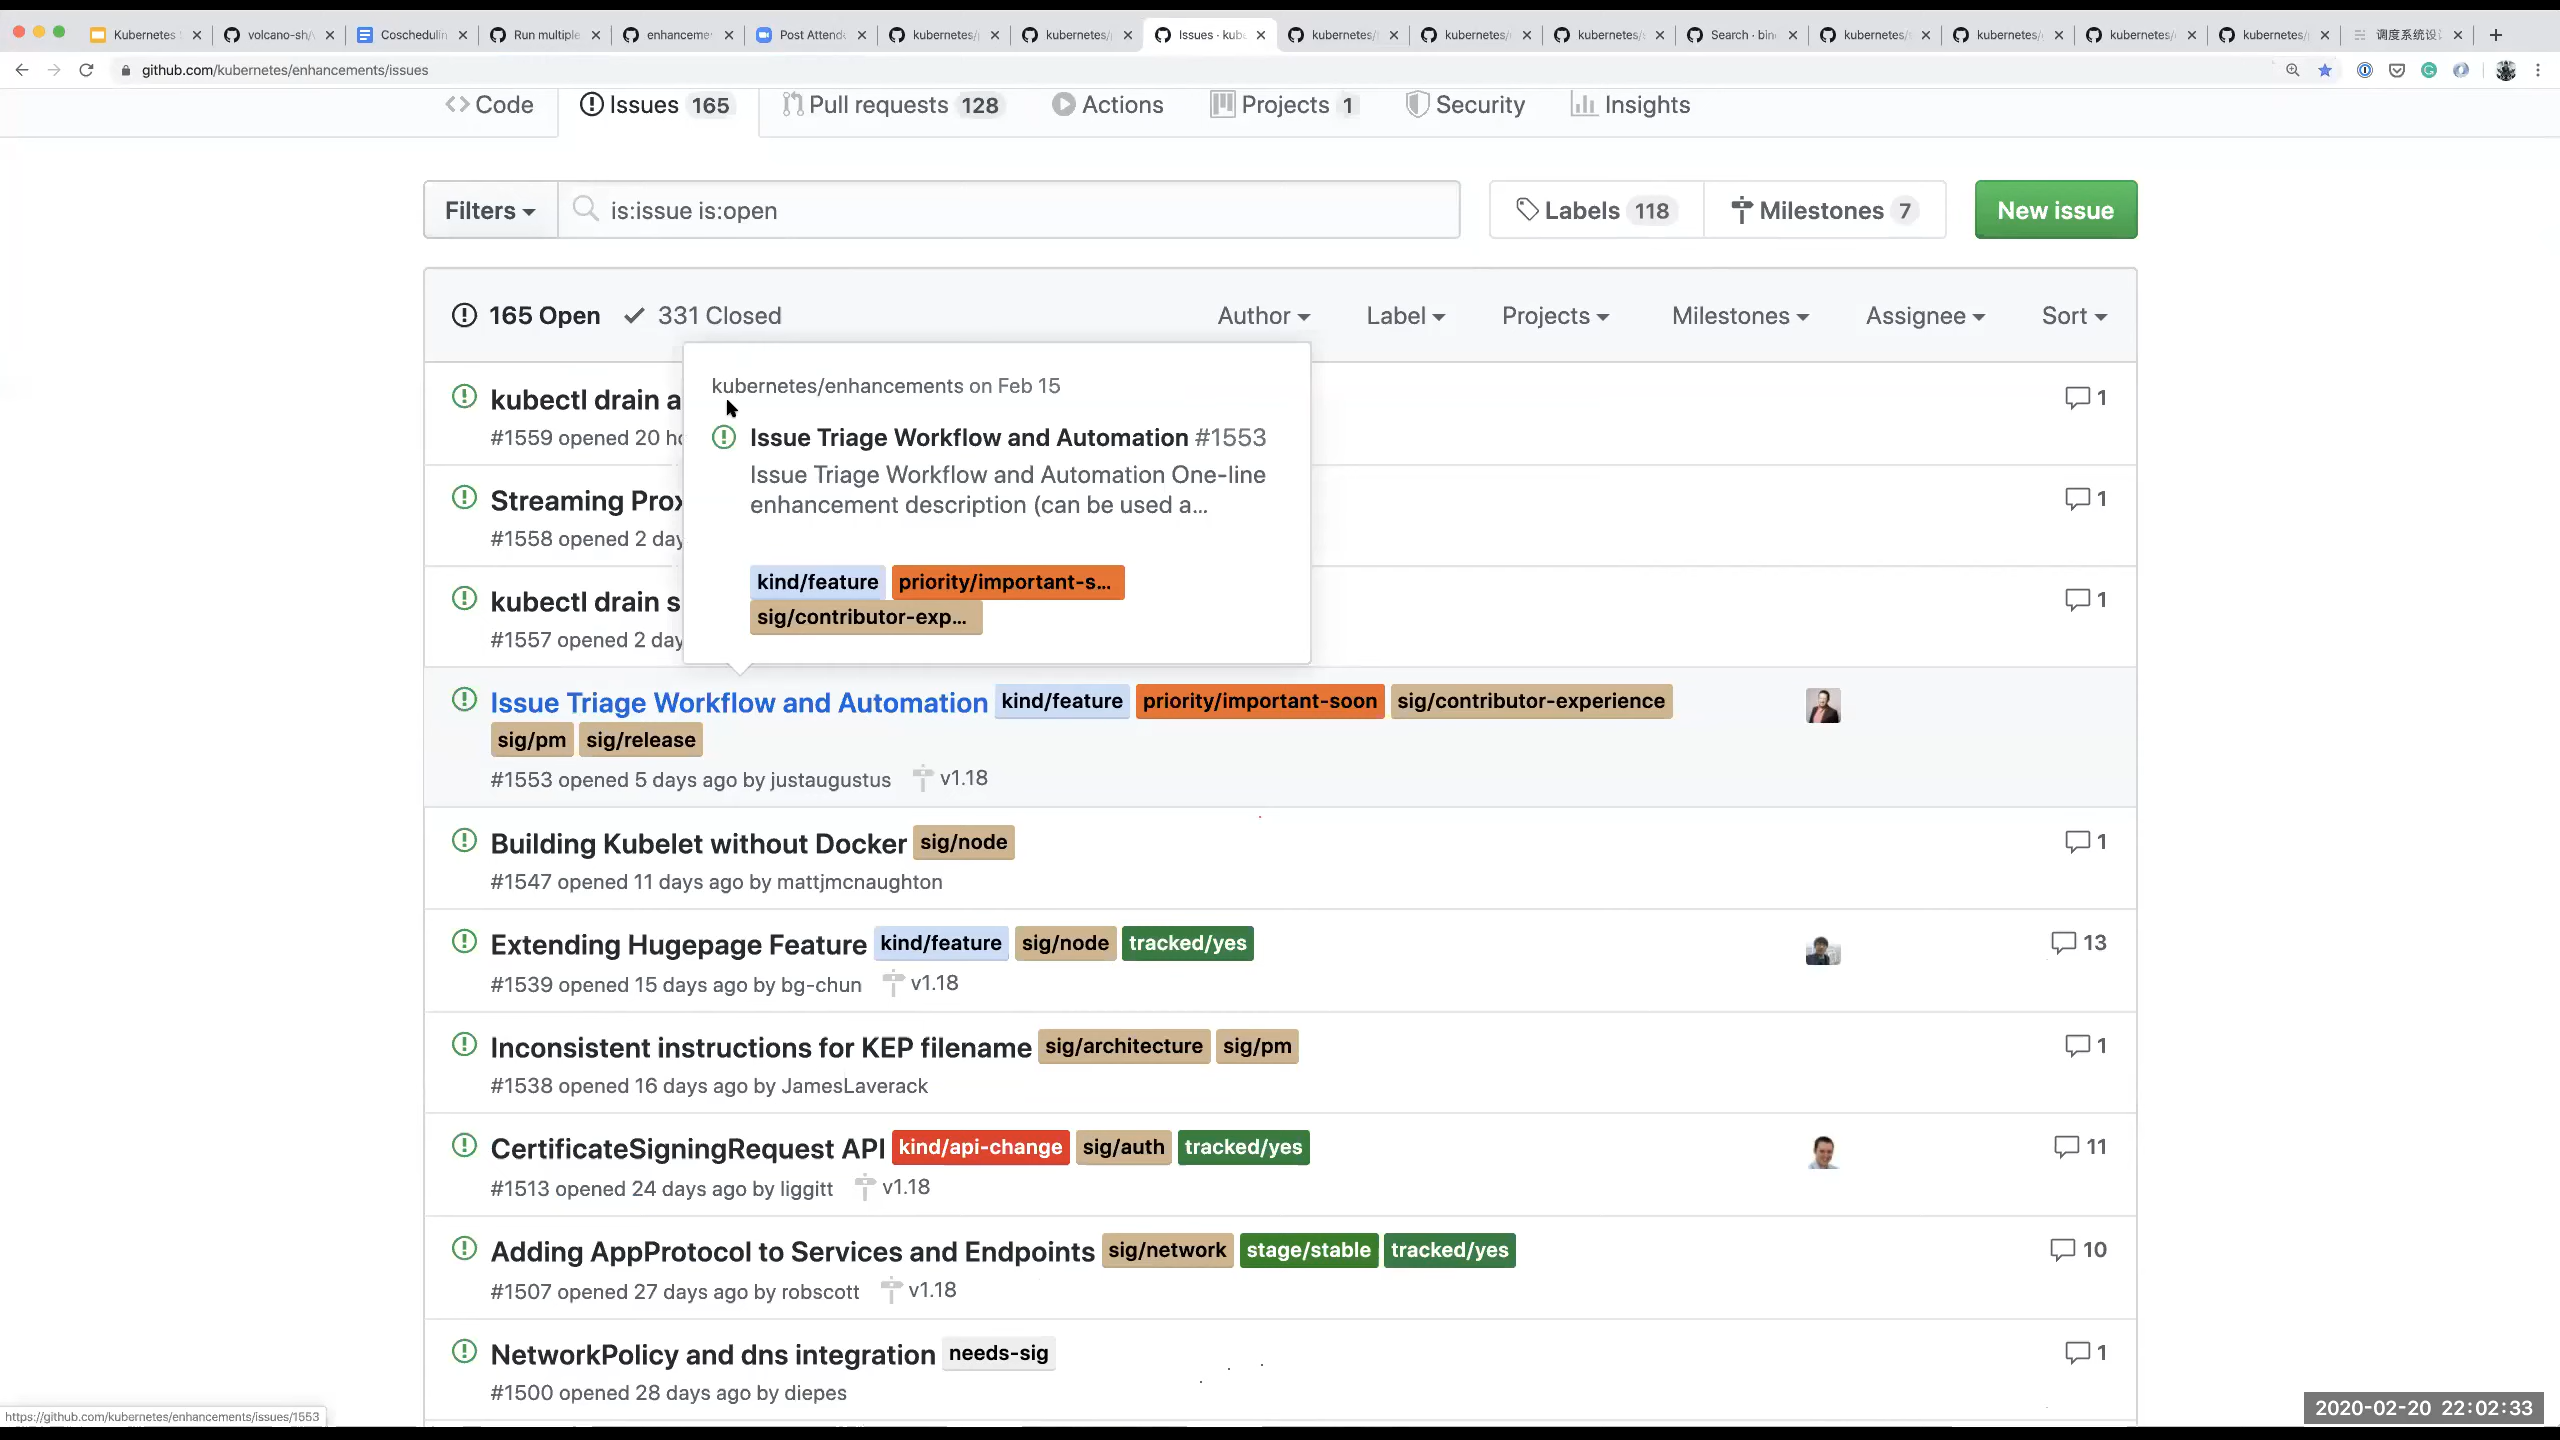 Kubernetes
volcano-sh/
Coschedulin
Run multiple
enhanceme
Post Attend
kubernetes/
kubernetes/
Issues · kub
kubernetes/
kubernetes/
kubernetes/
Search · bin
kubernetes/
kubernetes/
kubernetes/
kubernetes/
调度系统设
github.com/kubernetes/enhancements/issues
<> Code
Issues 165
Pull requests 128
Actions
Projects 1
Security
Insights
Filters
is:issue is:open
Labels 118
Milestones 7
New issue
165 Open
331 Closed
Author
Label
Projects
Milestones
Assignee
Sort
kubernetes/enhancements on Feb 15
Issue Triage Workflow and Automation #1553
Issue Triage Workflow and Automation One-line
enhancement description (can be used a...
kind/feature priority/important-s...
sig/contributor-exp...
kubectl drain a
1
#1559 opened 20 ho
Streaming Prox
1
#1558 opened 2 day
kubectl drain s
1
#1557 opened 2 day
Issue Triage Workflow and Automation kind/feature priority/important-soon sig/contributor-experience
sig/pm sig/release
#1553 opened 5 days ago by justaugustus v1.18
Building Kubelet without Docker sig/node
1
#1547 opened 11 days ago by mattjmcnaughton
Extending Hugepage Feature kind/feature sig/node tracked/yes
13
#1539 opened 15 days ago by bg-chun v1.18
Inconsistent instructions for KEP filename sig/architecture sig/pm
1
#1538 opened 16 days ago by JamesLaverack
CertificateSigningRequest API kind/api-change sig/auth tracked/yes
11
#1513 opened 24 days ago by liggitt v1.18
Adding AppProtocol to Services and Endpoints sig/network stage/stable tracked/yes
10
#1507 opened 27 days ago by robscott v1.18
NetworkPolicy and dns integration needs-sig
1
#1500 opened 28 days ago by diepes
https://github.com/kubernetes/enhancements/issues/1553
2020-02-20 22:02:33